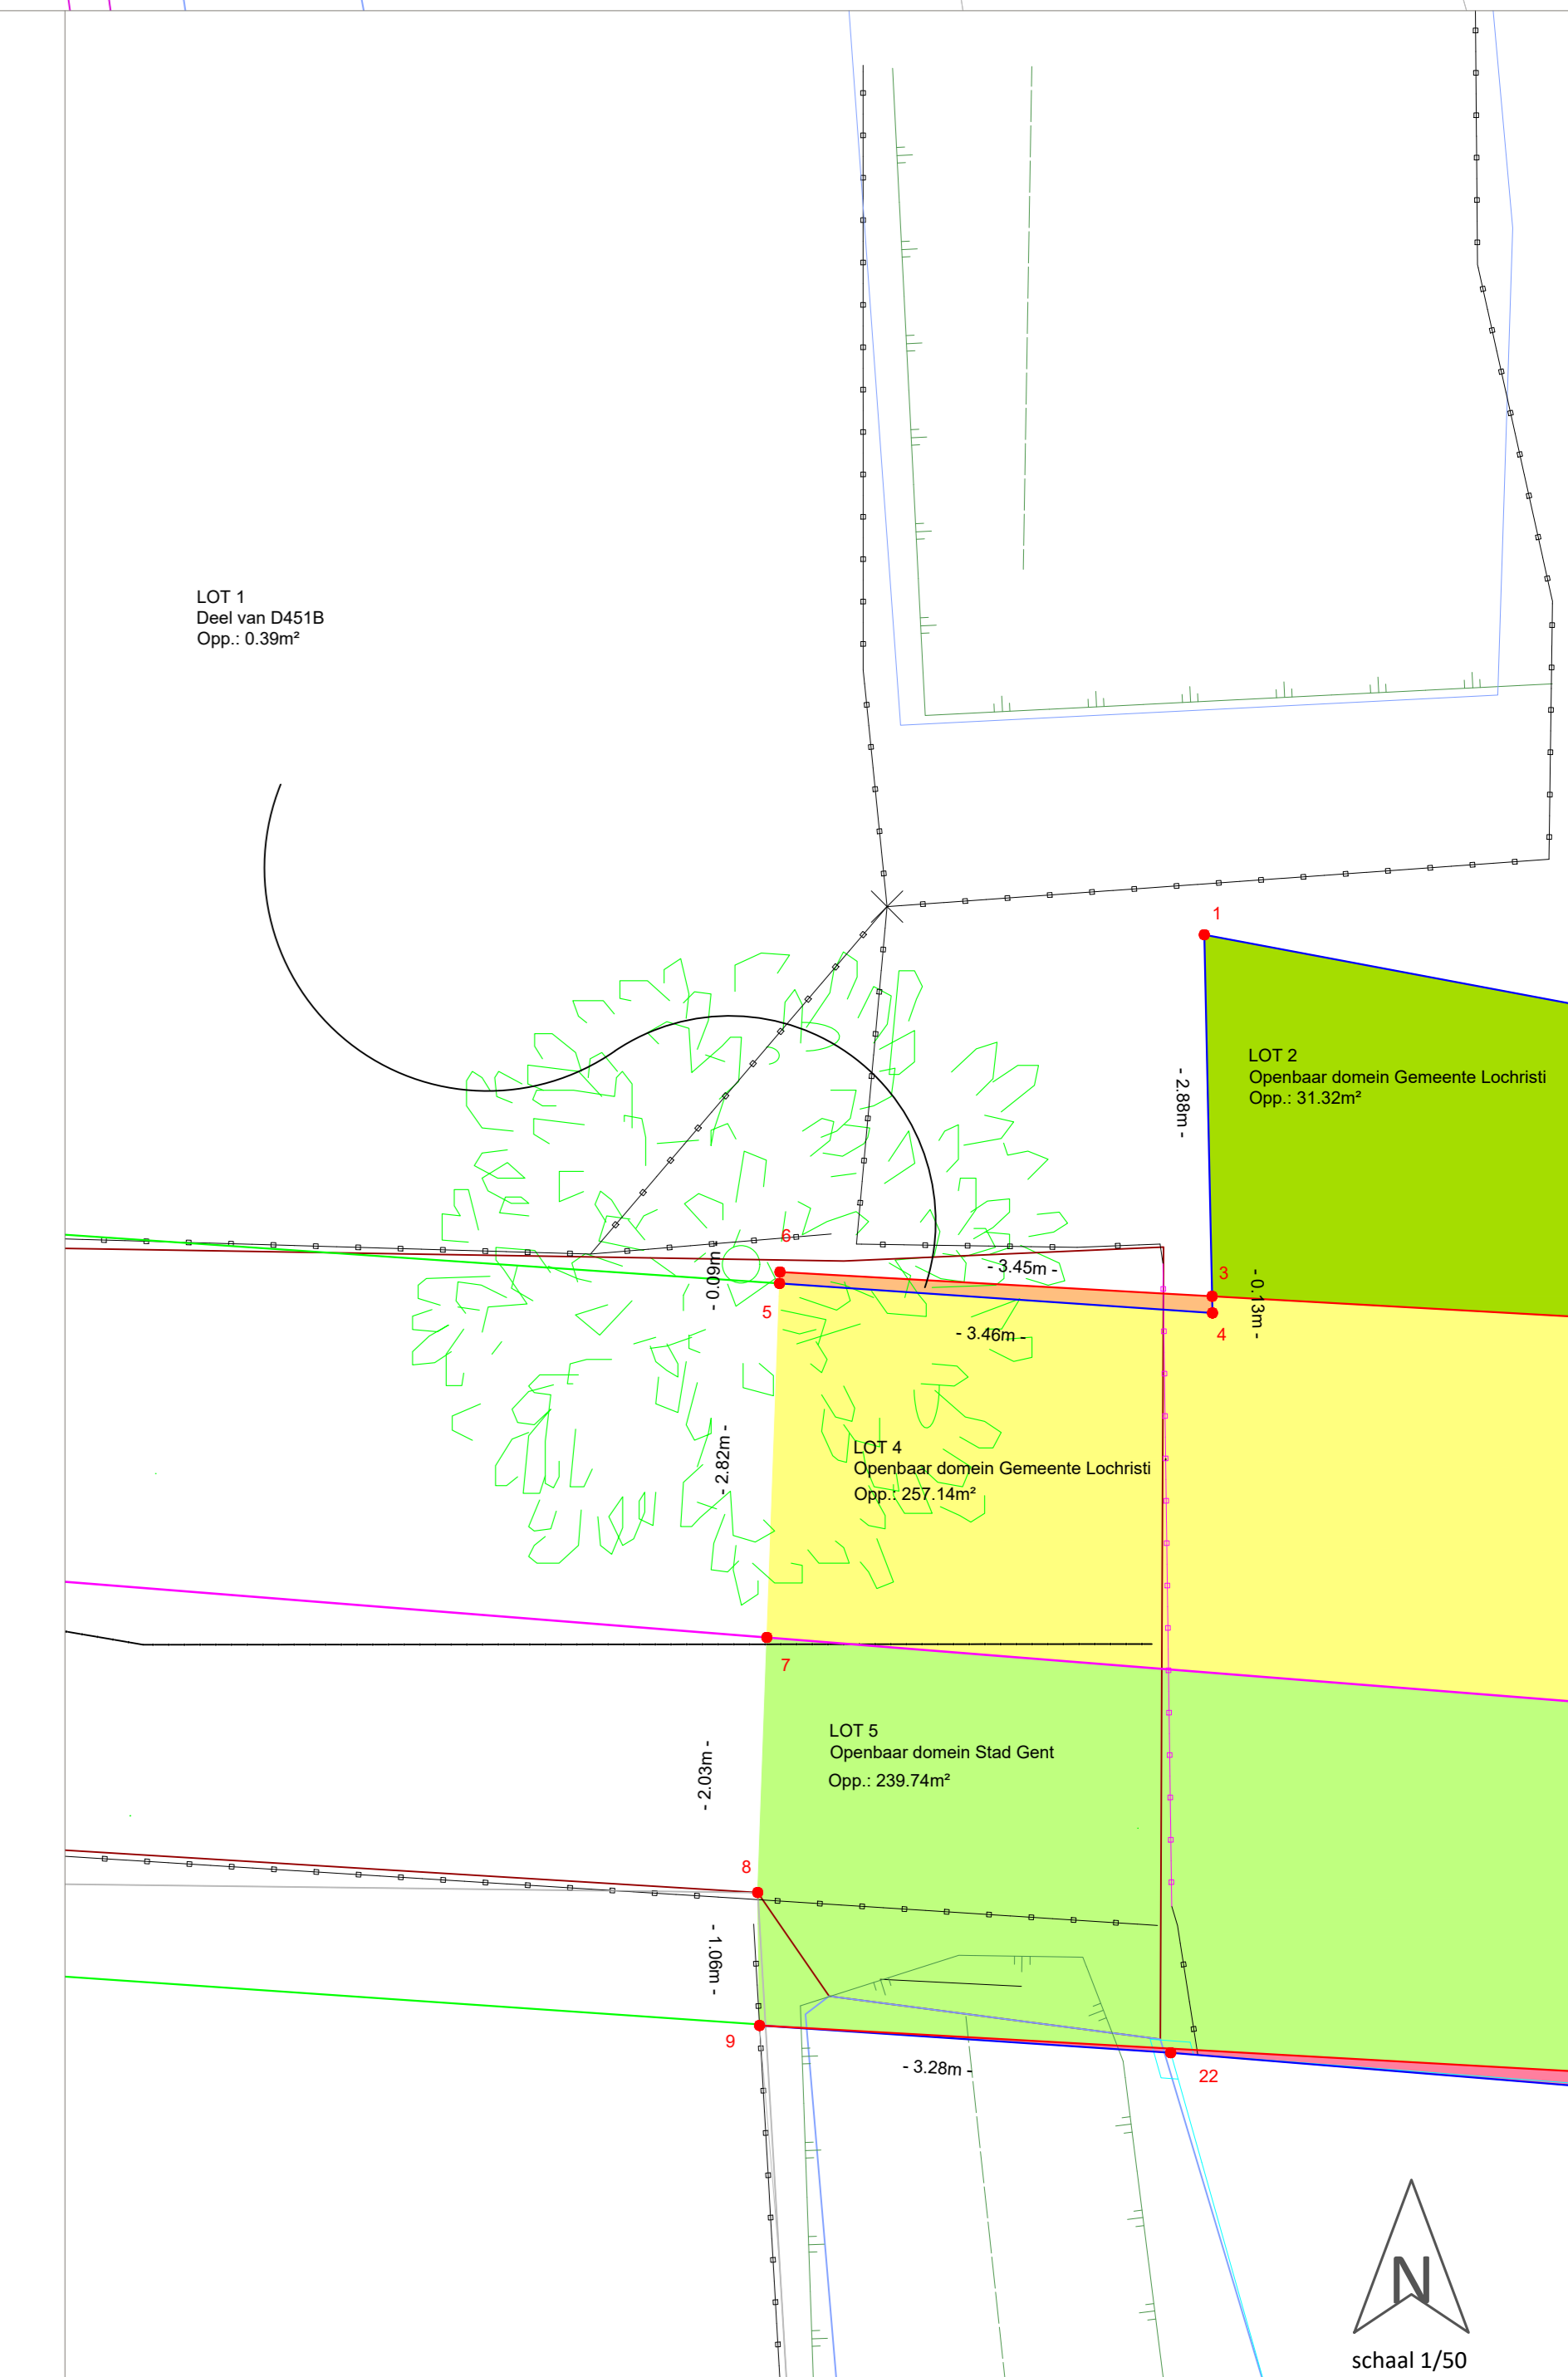 LOT 1
Deel van D451B
Opp.: 0.39m²
1
LOT 2
Openbaar domein Gemeente Lochristi
Opp.: 31.32m²
- 2.88m -
6
- 0.09m -
- 3.45m -
3
- 0.13m -
5
4
- 3.46m -
- 2.82m -
LOT 4
Openbaar domein Gemeente Lochristi
Opp.: 257.14m²
7
LOT 5
Openbaar domein Stad Gent
Opp.: 239.74m²
- 2.03m -
8
- 1.06m -
9
- 3.28m -
22
N
schaal 1/50